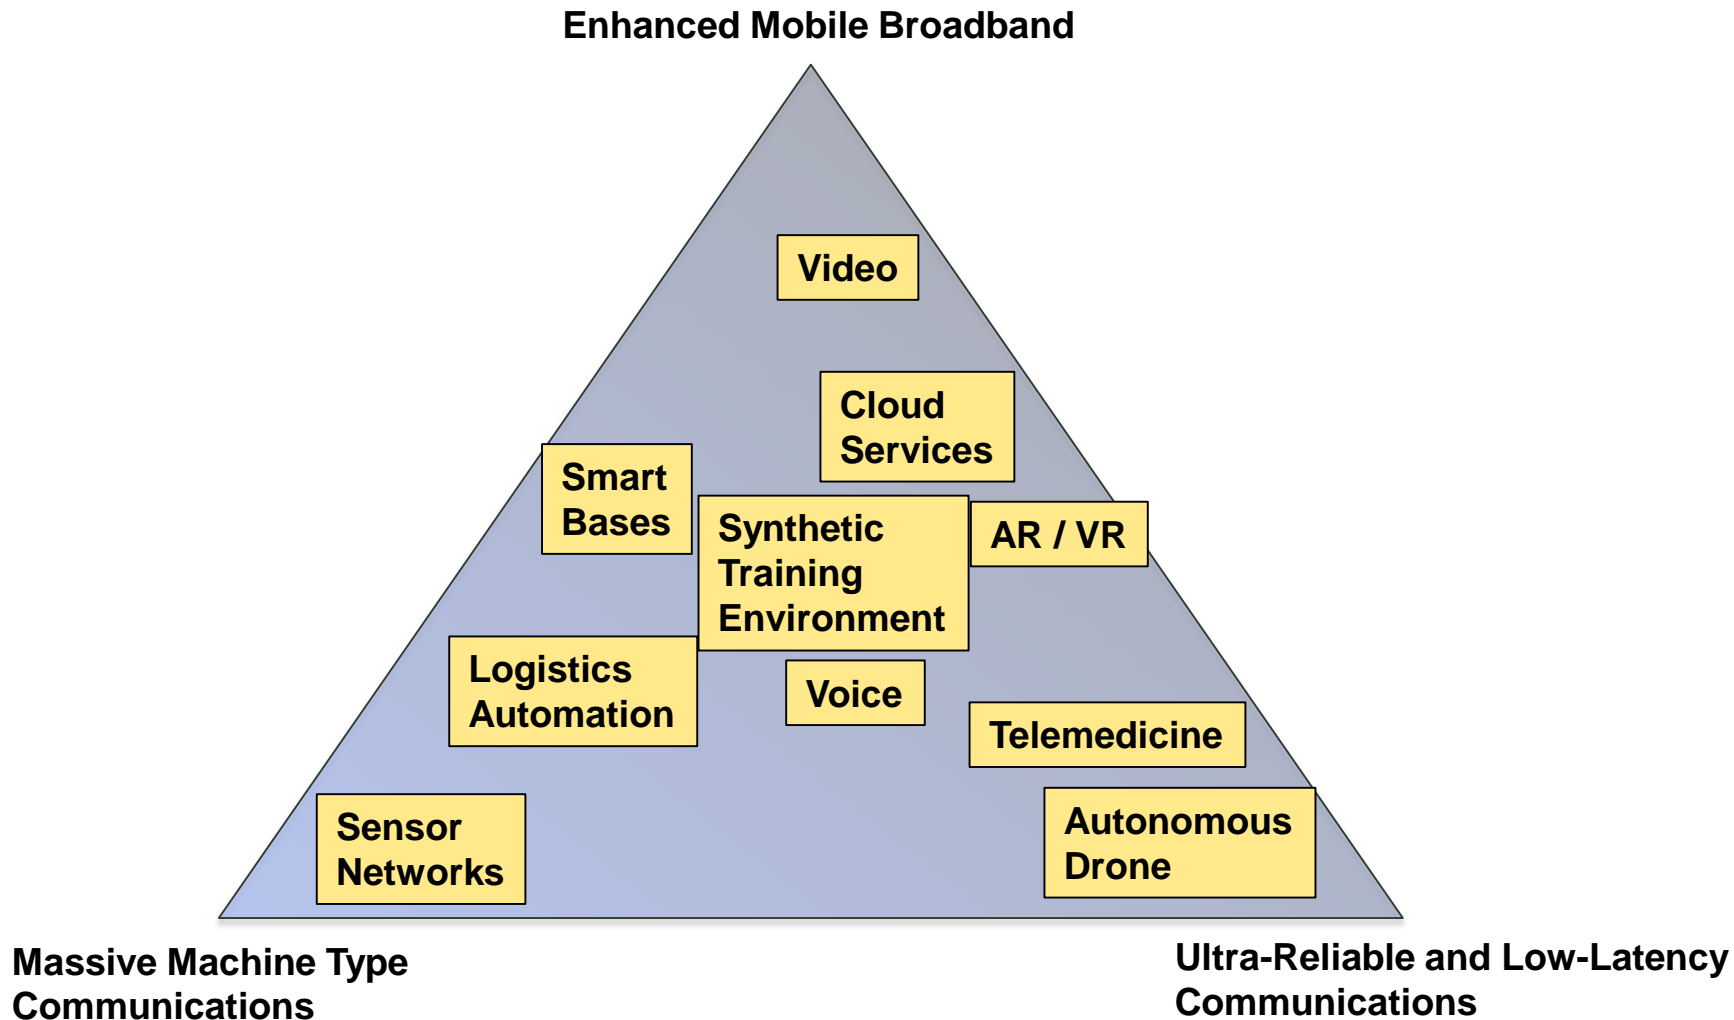 Enhanced Mobile Broadband
Video
Cloud
Services
Smart
Bases
Synthetic
Training
Environment
AR / VR
Logistics
Automation
Voice
Telemedicine
Sensor
Networks
Autonomous
Drone
Massive Machine Type
Communications
Ultra-Reliable and Low-Latency
Communications